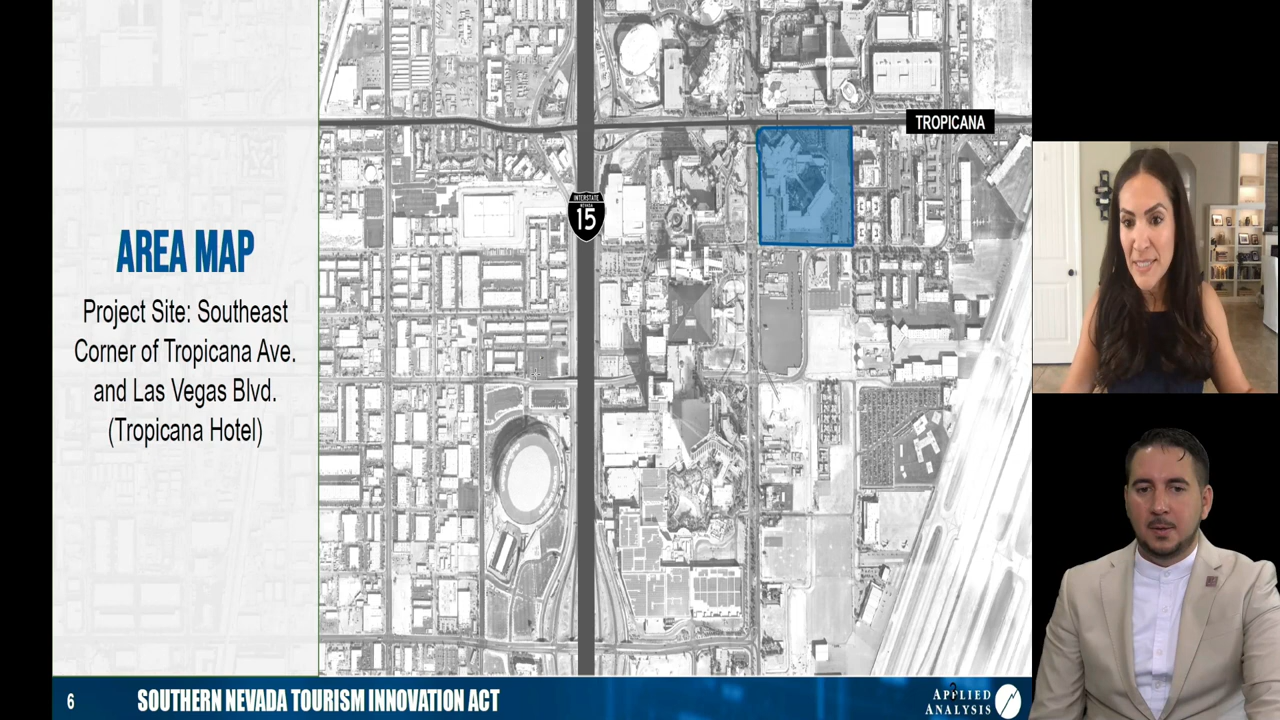 AREA MAP
Project Site: Southeast
Corner of Tropicana Ave.
and Las Vegas Blvd.
(Tropicana Hotel)
TROPICANA
INTERSTATE
NEVADA
15
6
SOUTHERN NEVADA TOURISM INNOVATION ACT
APPLIED
ANALYSIS